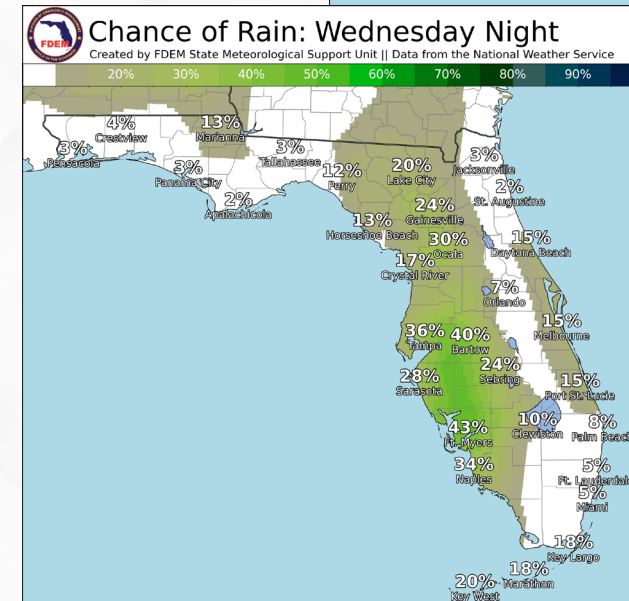 FDEM
Chance of Rain: Wednesday Night
Created by FDEM State Meteorological Support Unit || Data from the National Weather Service
20% 30% 40% 50% 60% 70% 80% 90%
4%
Crestview
13%
Marianna
3%
Pensacola
3%
Tallahassee
3%
Panama City
2%
Apalachicola
12%
Perry
20%
Lake City
3%
Jacksonville
2%
St. Augustine
24%
Gainesville
13%
Horseshoe Beach
30%
Ocala
15%
Daytona Beach
17%
Crystal River
7%
Orlando
15%
Melbourne
36%
Tampa
40%
Bartow
24%
Sebring
28%
Sarasota
15%
Port St. Lucie
43%
Ft. Myers
10%
Clewiston
8%
Palm Beac
34%
Naples
5%
Ft. Lauderdal
5%
Miami
18%
Key Largo
18%
Marathon
20%
Key West